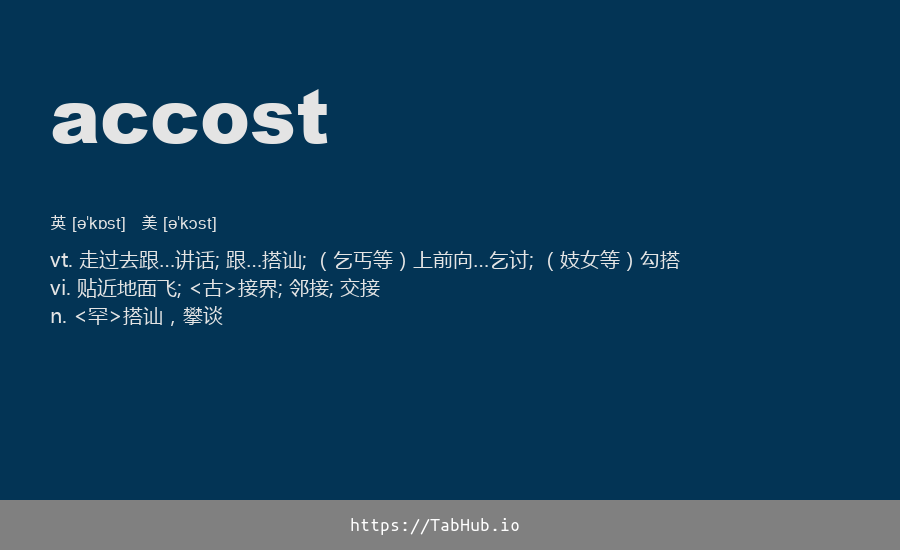 accost
英 [ə'kɒst] 美 [ə'kɔst]
vt. 走过去跟…讲话; 跟…搭讪; （乞丐等）上前向…乞讨; （妓女等）勾搭
vi. 贴近地面飞; <古>接界; 邻接; 交接
n. <罕>搭讪，攀谈
https://TabHub.io